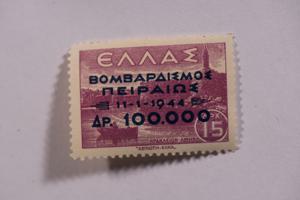 ΕΛΛΑΣ
ΒΟΜΒΑΡΔΙΣΜΟΣ
ΠΕΙΡΑΙΩΣ
11-1-1944
ΔΡ. 100.000
15